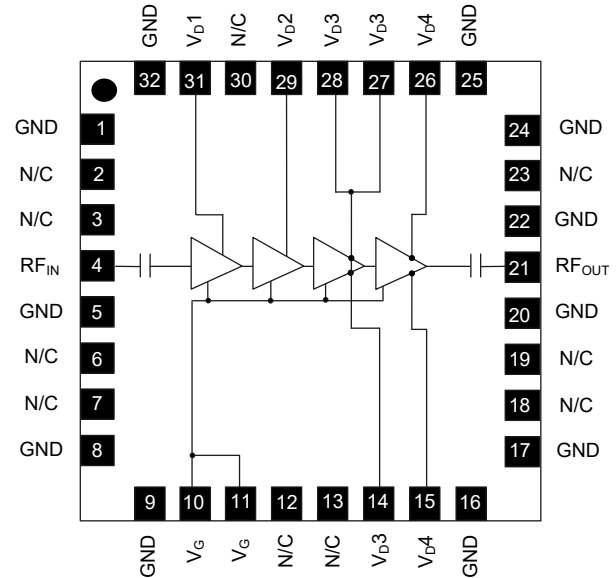 GND
VD1
N/C
VD2
VD3
VD3
VD4
GND
32
31
30
29
28
27
26
25
GND 1
24 GND
N/C 2
23 N/C
N/C 3
22 GND
RFIN 4
21 RFOUT
GND 5
20 GND
N/C 6
19 N/C
N/C 7
18 N/C
GND 8
17 GND
9
10
11
12
13
14
15
16
GND
VG
VG
N/C
N/C
VD3
VD4
GND